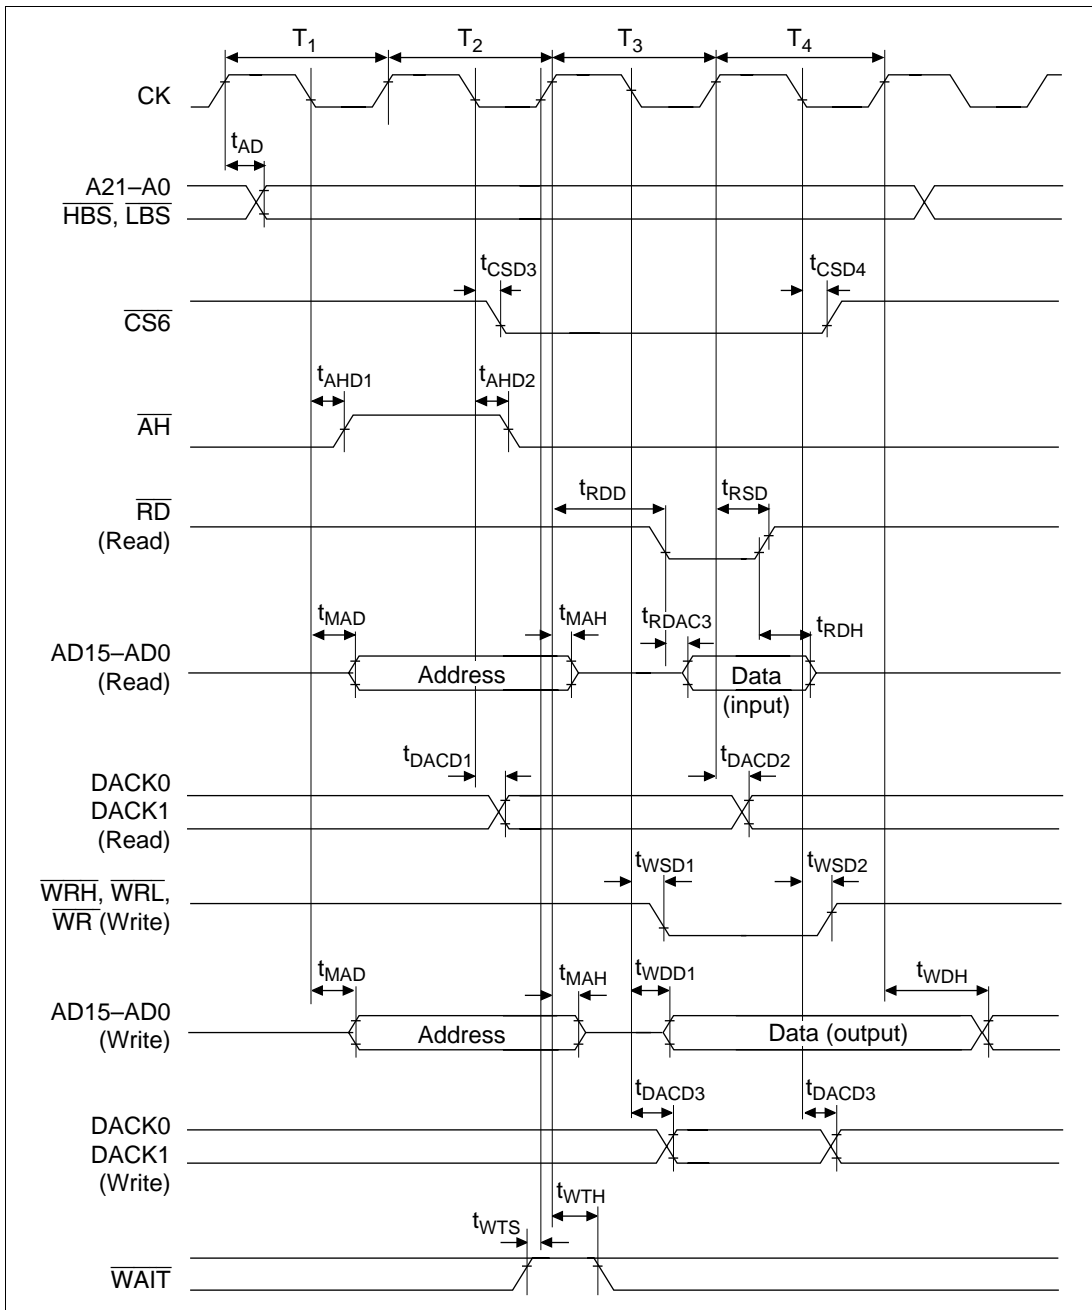 T1 T2 T3 T4
CK
tAD
A21–A0
HBS, LBS
tCSD3 tCSD4
CS6
tAHD1 tAHD2
AH
tRDD tRSD
RD
(Read)
tMAD tMAH tRDAC3 tRDH
AD15–AD0
(Read)
Address Data
(input)
tDACD1 tDACD2
DACK0
DACK1
(Read)
tWSD1 tWSD2
WRH, WRL,
WR (Write)
tMAD tMAH tWDD1 tWDH
AD15–AD0
(Write)
Address Data (output)
tDACD3 tDACD3
DACK0
DACK1
(Write)
tWTH
tWTS
WAIT